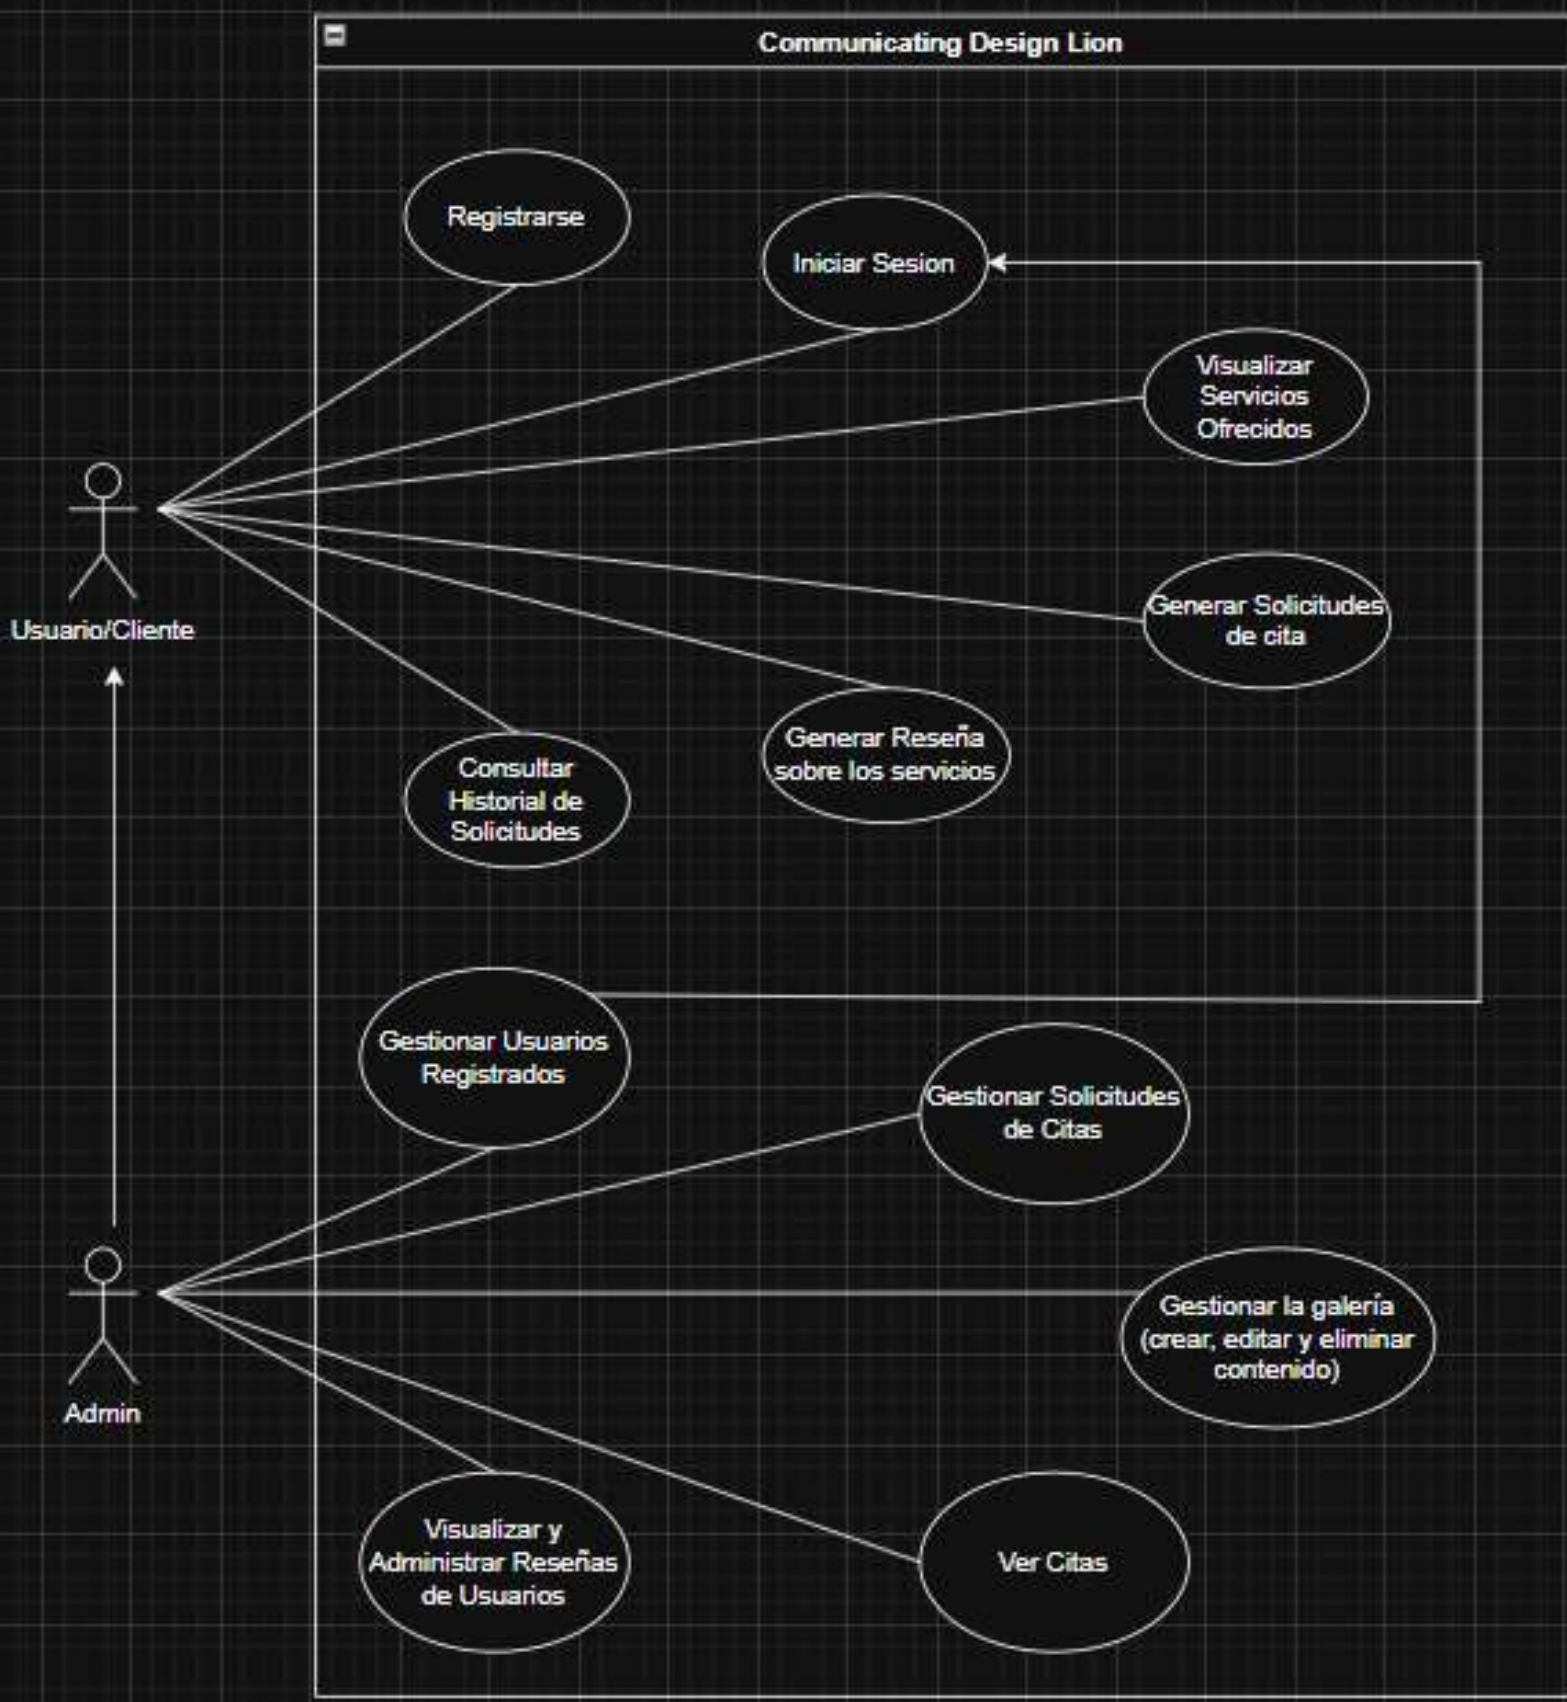 Communicating Design Lion
Registrarse
Iniciar Sesion
Visualizar
Servicios
Ofrecidos
Usuario/Cliente
Generar Solicitudes
de cita
Generar Reseña
sobre los servicios
Consultar
Historial de
Solicitudes
Gestionar Usuarios
Registrados
Gestionar Solicitudes
de Citas
Gestionar la galería
(crear, editar y eliminar
contenido)
Admin
Visualizar y
Administrar Reseñas
de Usuarios
Ver Citas